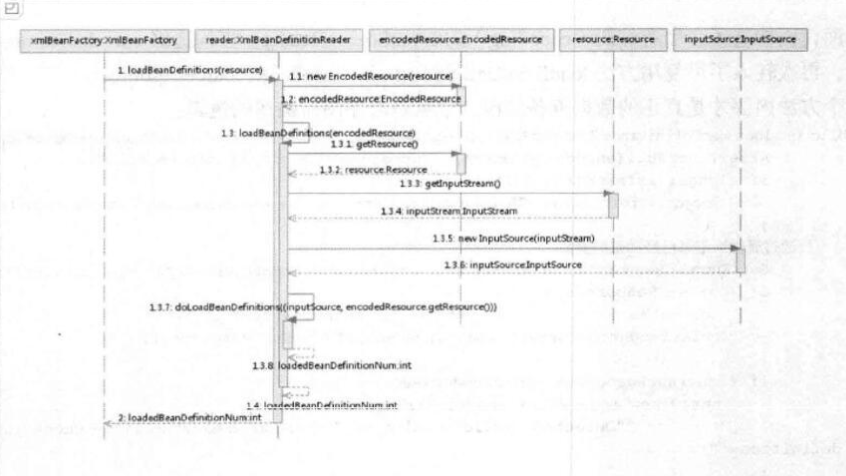 xmlBeanFactory:XmlBeanFactory
reader:XmlBeanDefinitionReader
encodedResource:EncodedResource
resource:Resource
inputSource:InputSource
1. loadBeanDefinitions(resource)
1.1: new EncodedResource(resource)
1.2: encodedResource.EncodedResource
1.3: loadBeanDefinitions(encodedResource)
1.3.1. getResource()
1.3.2: resource.Resource
1.3.3: getInputStream()
1.3.4: inputStream.InputStream
1.3.5: new InputSource(inputStream)
1.3.6: inputSource.InputSource
1.3.7: doLoadBeanDefinitions((inputSource, encodedResource.getResource()))
1.3.8: loadedBeanDefinitionNum.int
1.4: loadedBeanDefinitionNum.int
2: loadedBeanDefinitionNum:int